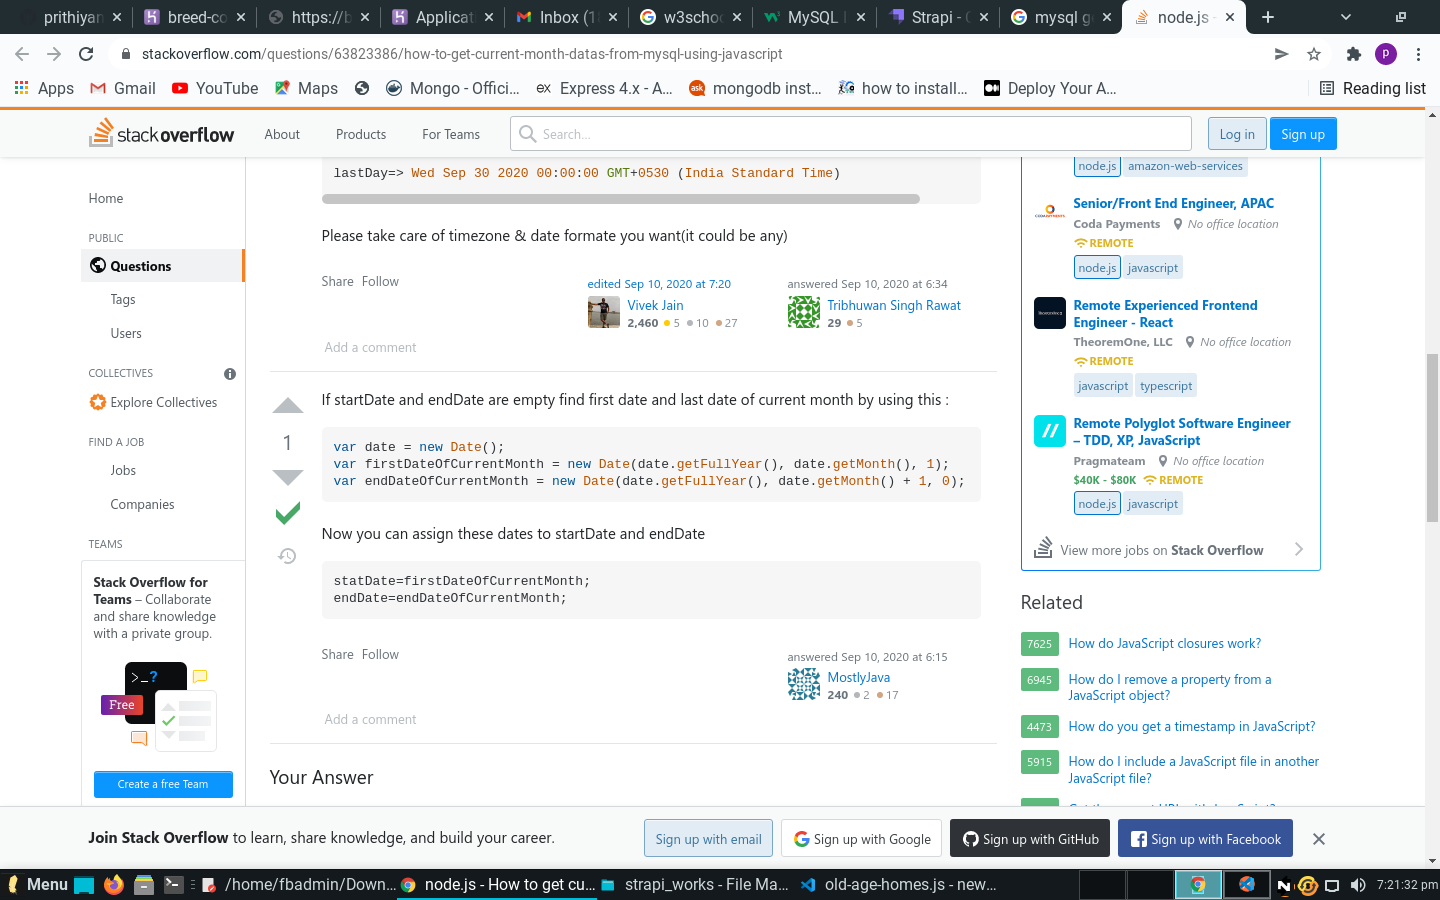 prithiyan
breed-co
https://b
Applicat
Inbox (1
w3schoo
MySQL
Strapi - C
mysql ge
node.js -
stackoverflow.com/questions/63823386/how-to-get-current-month-datas-from-mysql-using-javascript
P
Apps
Gmail
YouTube
Maps
Mongo - Offici...
ex Express 4.x - A...
ask mongodb inst...
how to install...
Deploy Your A...
Reading list
stackoverflow
About
Products
For Teams
Search...
Log in
Sign up
Home
PUBLIC
Questions
Tags
Users
COLLECTIVES
Explore Collectives
FIND A JOB
Jobs
Companies
TEAMS
Stack Overflow for
Teams – Collaborate
and share knowledge
with a private group.
>_?
Free
Create a free Team
lastDay=> Wed Sep 30 2020 00:00:00 GMT+0530 (India Standard Time)
Please take care of timezone & date formate you want(it could be any)
Share Follow
edited Sep 10, 2020 at 7:20
Vivek Jain
2,460 5 10 27
answered Sep 10, 2020 at 6:34
Tribhuwan Singh Rawat
29 5
Add a comment
1
If startDate and endDate are empty find first date and last date of current month by using this :
var date = new Date();
var firstDateOfCurrentMonth = new Date(date.getFullYear(), date.getMonth(), 1);
var endDateOfCurrentMonth = new Date(date.getFullYear(), date.getMonth() + 1, 0);
Now you can assign these dates to startDate and endDate
statDate=firstDateOfCurrentMonth;
endDate=endDateOfCurrentMonth;
Share Follow
answered Sep 10, 2020 at 6:15
MostlyJava
240 2 17
Add a comment
Your Answer
node.js amazon-web-services
Senior/Front End Engineer, APAC
Coda Payments No office location
REMOTE
node.js javascript
Remote Experienced Frontend
Engineer - React
TheoremOne, LLC No office location
REMOTE
javascript typescript
Remote Polyglot Software Engineer
– TDD, XP, JavaScript
Pragmateam No office location
$40K - $80K REMOTE
node.js javascript
View more jobs on Stack Overflow
Related
7625 How do JavaScript closures work?
6945 How do I remove a property from a
JavaScript object?
4473 How do you get a timestamp in JavaScript?
5915 How do I include a JavaScript file in another
JavaScript file?
Join Stack Overflow to learn, share knowledge, and build your career.
Sign up with email
Sign up with Google
Sign up with GitHub
Sign up with Facebook
Menu
/home/fbadmin/Down...
node.js - How to get cu...
strapi_works - File Ma...
old-age-homes.js - new...
7:21:32 pm